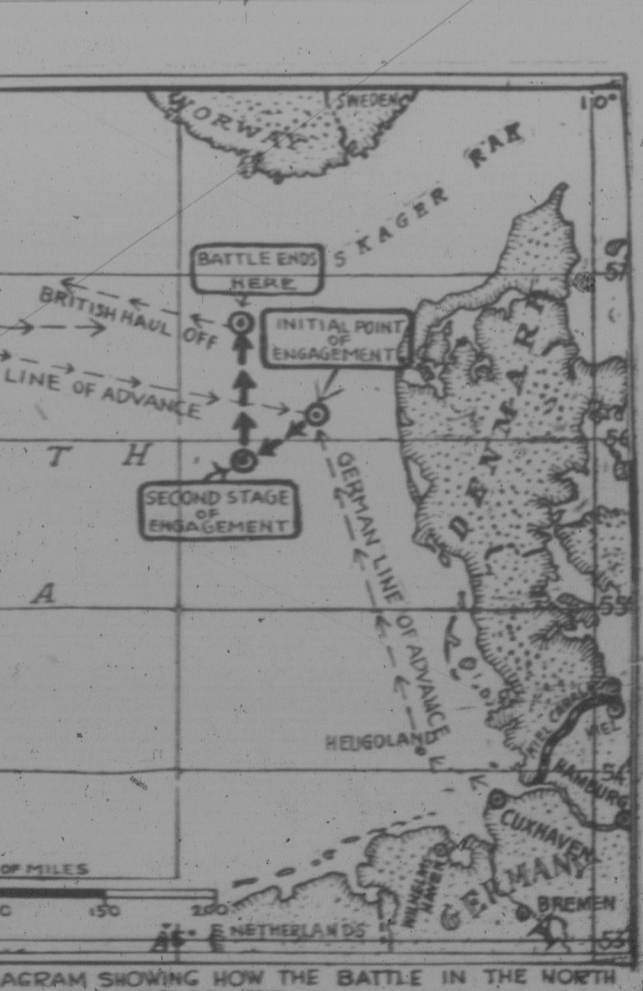 NORWAY
SWEDEN
10°
SKAGER RAK
BATTLE ENDS
HERE
57
BRITISH HAUL OFF
INITIAL POINT
OF
ENGAGEMENT
LINE OF ADVANCE
DENMARK
56
T H
GERMAN LINE OF ADVANCE
SECOND STAGE
OF
ENGAGEMENT
A
55
HELIGOLAND
KIEL CANAL
KIEL
54
HAMBURG
CUXHAVEN
OF MILES
WILHELMS
HAVEN
GERMANY
150
200
BREMEN
NETHERLANDS
53
AGRAM SHOWING HOW THE BATTLE IN THE NORTH